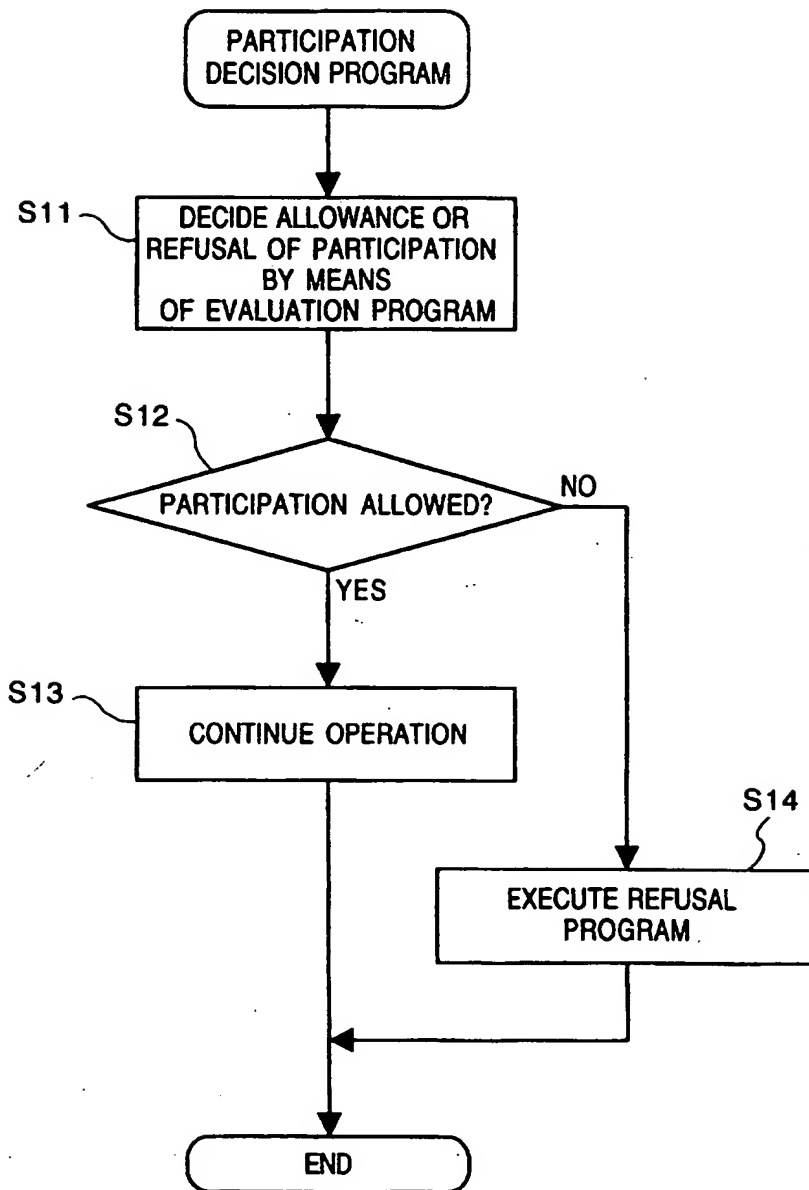 PARTICIPATION
DECISION PROGRAM
S11
DECIDE ALLOWANCE OR
REFUSAL OF PARTICIPATION
BY MEANS
OF EVALUATION PROGRAM
S12
PARTICIPATION ALLOWED?
NO
YES
S13
CONTINUE OPERATION
S14
EXECUTE REFUSAL
PROGRAM
END